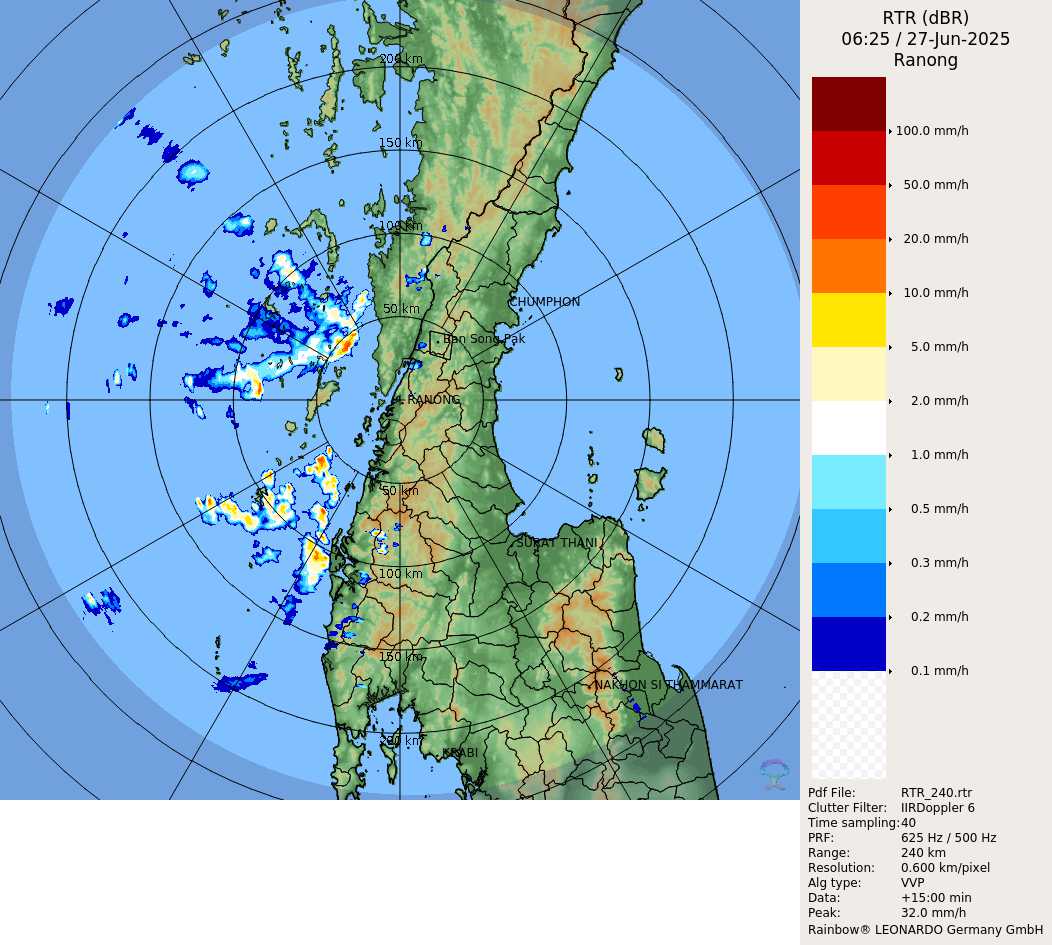 RTR (dBR)
06:25 / 27-Jun-2025
Ranong
200 km
150 km
100 km
50 km
CHUMPHON
Ban Song Pak
RANONG
50 km
SURAT THANI
100 km
150 km
NAKHON SI THAMMARAT
200 km
KRABI
100.0 mm/h
50.0 mm/h
20.0 mm/h
10.0 mm/h
5.0 mm/h
2.0 mm/h
1.0 mm/h
0.5 mm/h
0.3 mm/h
0.2 mm/h
0.1 mm/h
Pdf File: RTR_240.rtr
Clutter Filter: IIRDoppler 6
Time sampling:40
PRF: 625 Hz / 500 Hz
Range: 240 km
Resolution: 0.600 km/pixel
Alg type: VVP
Data: +15:00 min
Peak: 32.0 mm/h
Rainbow® LEONARDO Germany GmbH